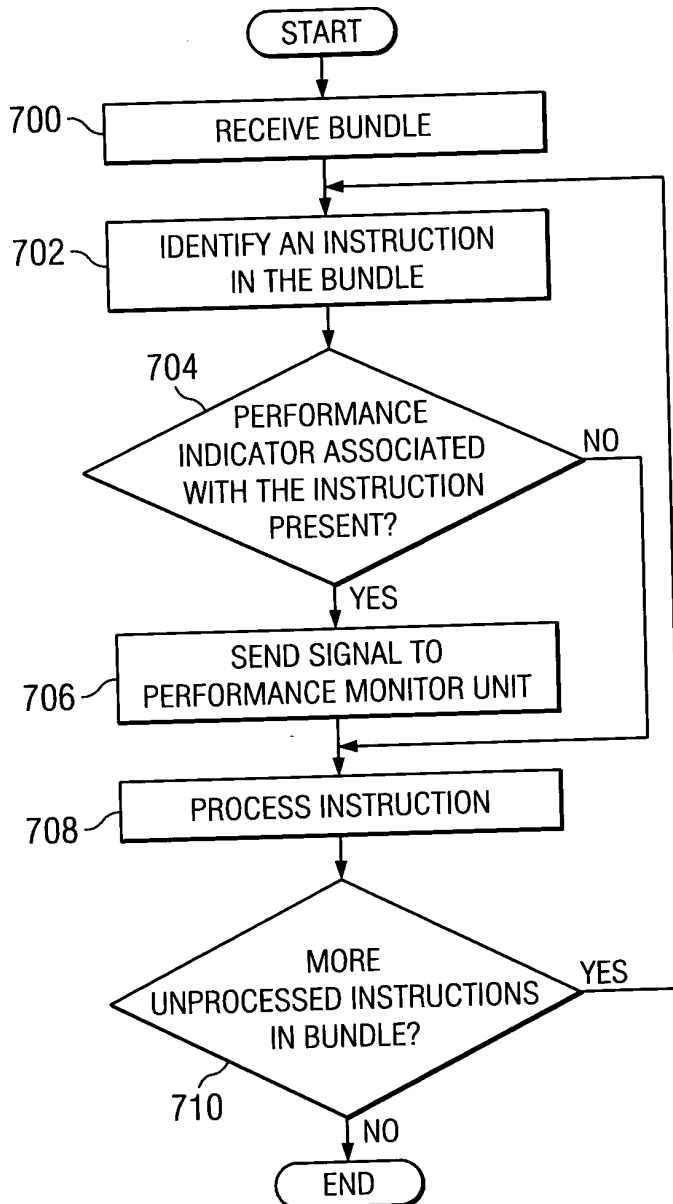 START
700
RECEIVE BUNDLE
702
IDENTIFY AN INSTRUCTION
IN THE BUNDLE
704
PERFORMANCE
INDICATOR ASSOCIATED
WITH THE INSTRUCTION
PRESENT?
NO
YES
706
SEND SIGNAL TO
PERFORMANCE MONITOR UNIT
708
PROCESS INSTRUCTION
MORE
UNPROCESSED INSTRUCTIONS
IN BUNDLE?
YES
710
NO
END